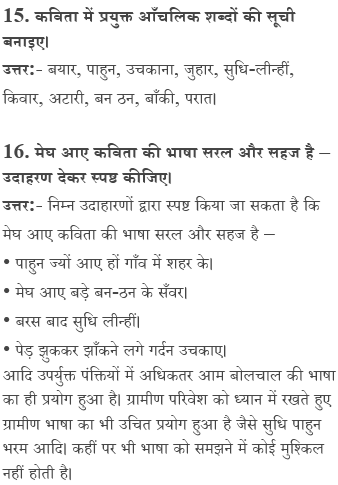 15. कविता में प्रयुक्त आँचलिक शब्दों की सूची
बनाइए।
उत्तर:- बयार, पाहुन, उचकाना, जुहार, सुधि-लीन्हीं,
किवार, अटारी, बन ठन, बाँकी, परात।
16. मेघ आए कविता की भाषा सरल और सहज है –
उदाहरण देकर स्पष्ट कीजिए।
उत्तर:- निम्न उदाहारणों द्वारा स्पष्ट किया जा सकता है कि
मेघ आए कविता की भाषा सरल और सहज है –
• पाहुन ज्यों आए हों गाँव में शहर के।
• मेघ आए बड़े बन-ठन के सँवर।
• बरस बाद सुधि लीन्हीं।
• पेड़ झुककर झाँकने लगे गर्दन उचकाए।
आदि उपर्युक्त पंक्तियों में अधिकतर आम बोलचाल की भाषा
का ही प्रयोग हुआ है। ग्रामीण परिवेश को ध्यान में रखते हुए
ग्रामीण भाषा का भी उचित प्रयोग हुआ है जैसे सुधि पाहुन
भरम आदि। कहीं पर भी भाषा को समझने में कोई मुश्किल
नहीं होती है।